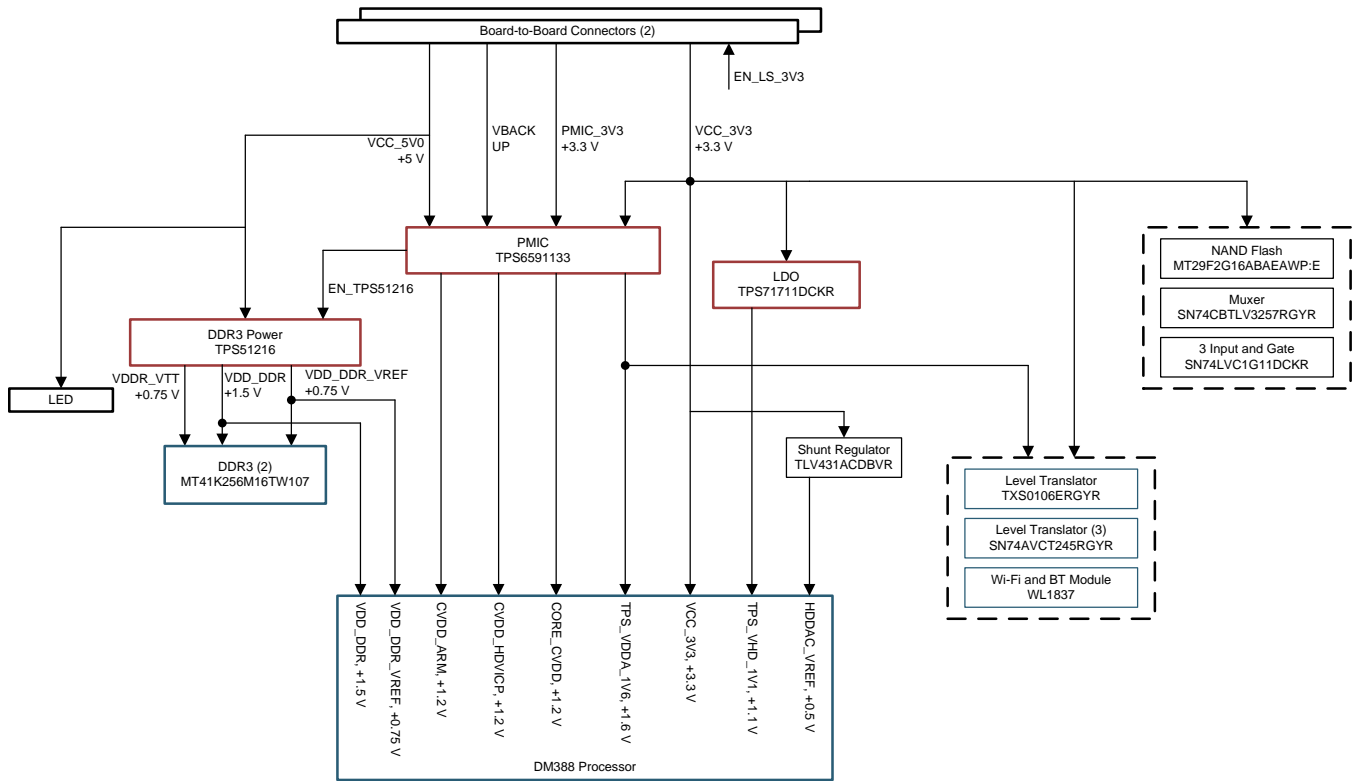 Board-to-Board Connectors (2)
EN_LS_3V3
VCC_5V0
+5 V
VBACK
UP
PMIC_3V3
+3.3 V
VCC_3V3
+3.3 V
PMIC
TPS6591133
LDO
TPS71711DCKR
NAND Flash
MT29F2G16ABAEAWP:E
Muxer
SN74CBTLV3257RGYR
3 Input and Gate
SN74LVC1G11DCKR
EN_TPS51216
DDR3 Power
TPS51216
LED
VDDR_VTT
+0.75 V
VDD_DDR
+1.5 V
VDD_DDR_VREF
+0.75 V
DDR3 (2)
MT41K256M16TW107
Shunt Regulator
TLV431ACDBVR
Level Translator
TXS0106ERGYR
Level Translator (3)
SN74AVCT245RGYR
Wi-Fi and BT Module
WL1837
VDD_DDR, +1.5 V
VDD_DDR_VREF, +0.75 V
CVDD_ARM, +1.2 V
CVDD_HDVICP, +1.2 V
CORE_CVDD, +1.2 V
TPS_VDDA_1V6, +1.6 V
VCC_3V3, +3.3 V
TPS_VHD_1V1, +1.1 V
HDDAC_VREF, +0.5 V
DM388 Processor